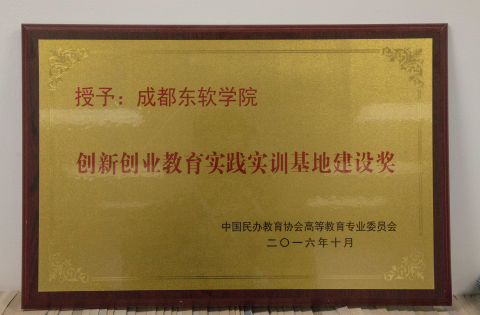 授予：成都东软学院
创新创业教育实践实训基地建设奖
中国民办教育协会高等教育专业委员会
二〇一六年十月